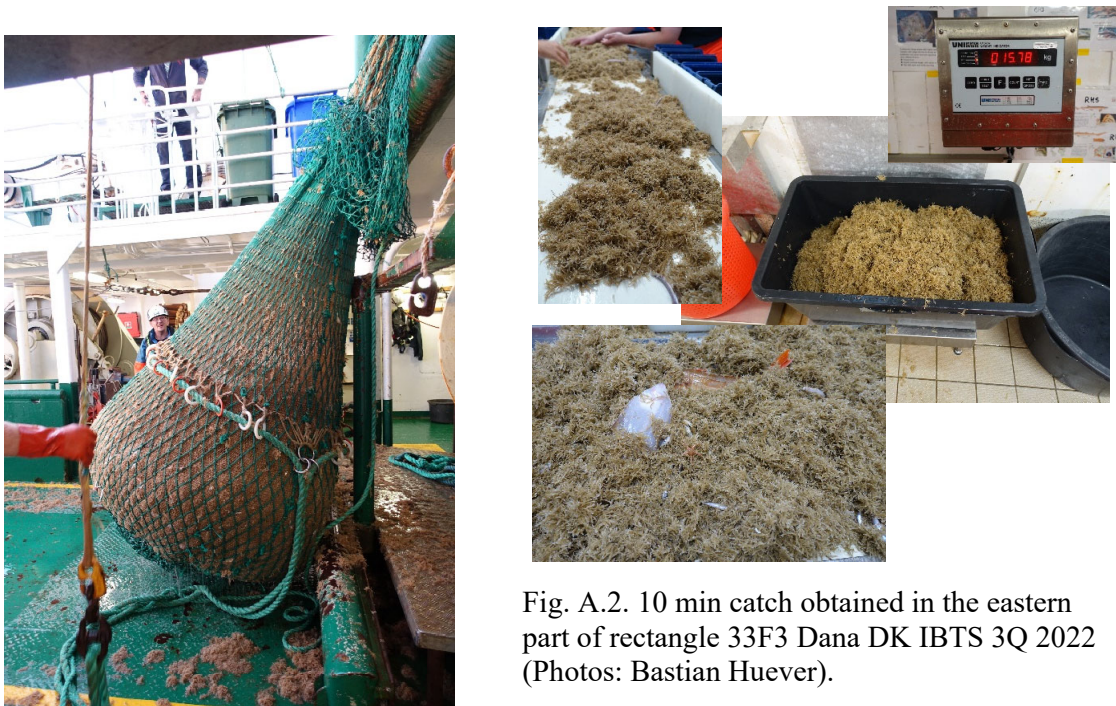 015.78 kg
Fig. A.2. 10 min catch obtained in the eastern
part of rectangle 33F3 Dana DK IBTS 3Q 2022
(Photos: Bastian Huever).